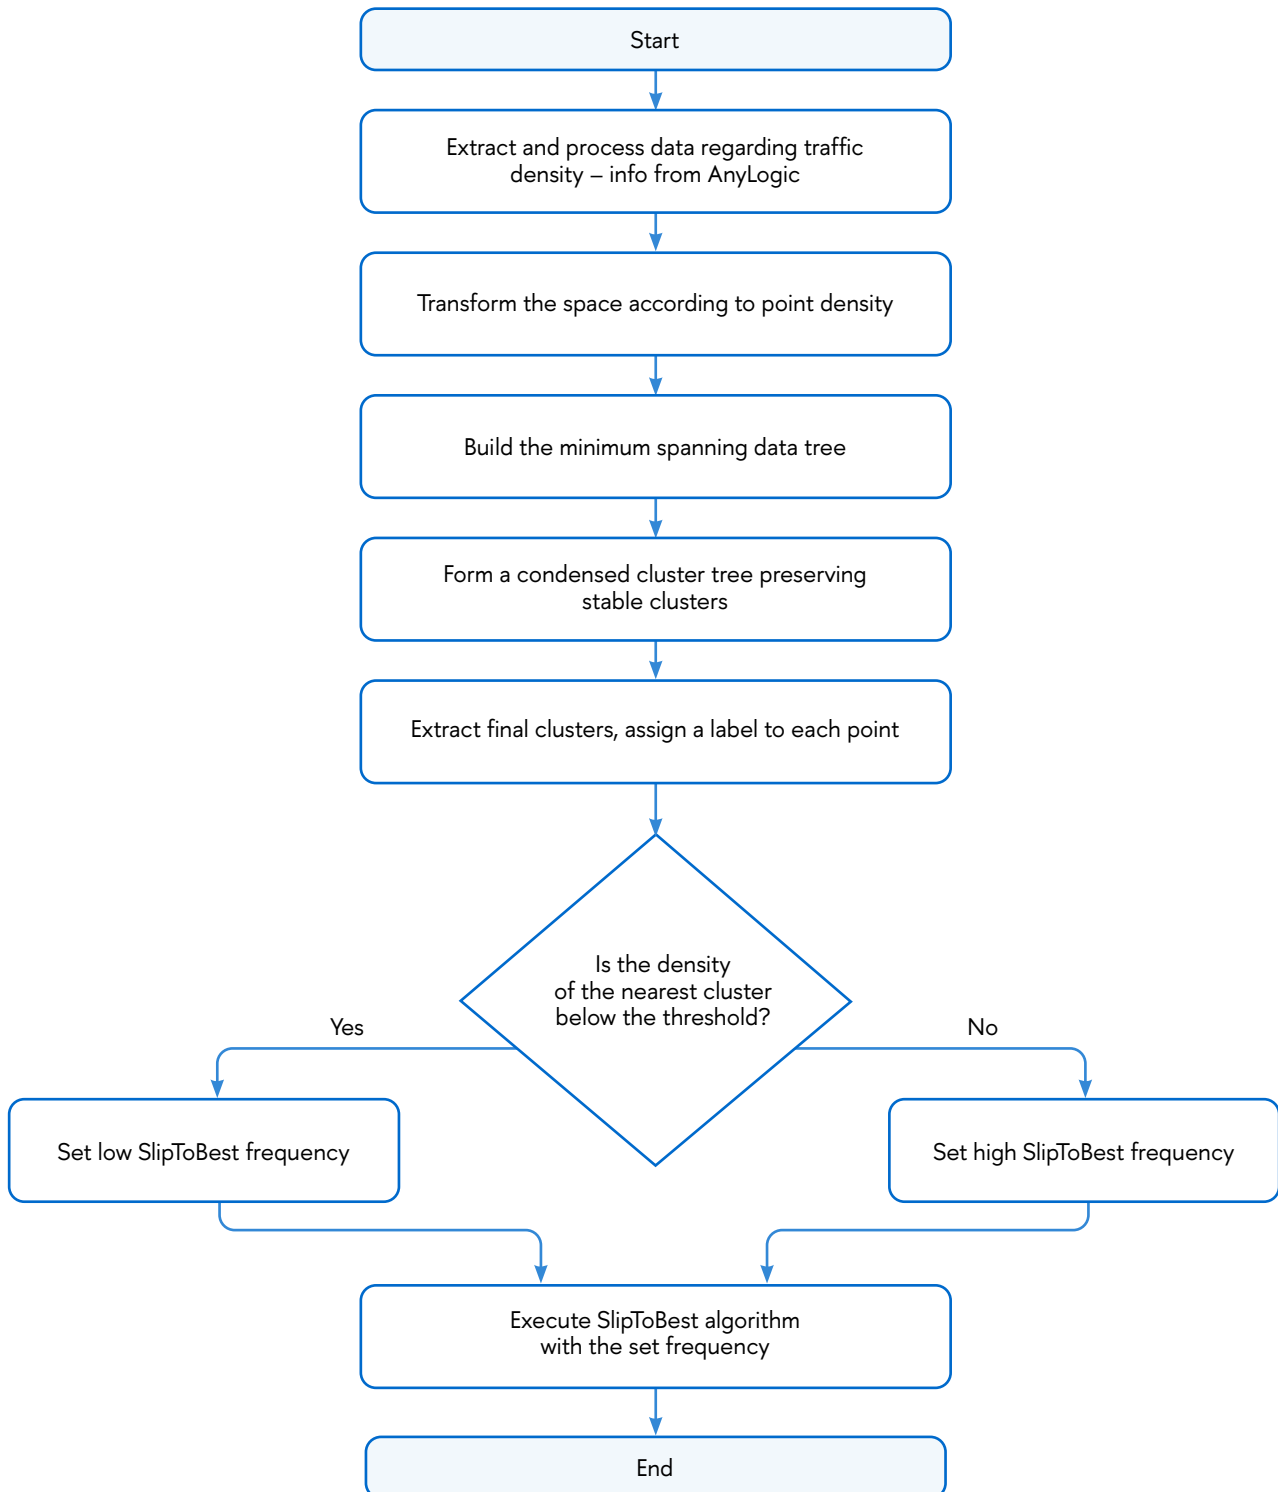 Start
Extract and process data regarding traffic
density – info from AnyLogic
Transform the space according to point density
Build the minimum spanning data tree
Form a condensed cluster tree preserving
stable clusters
Extract final clusters, assign a label to each point
Is the density
of the nearest cluster
below the threshold?
Yes
No
Set low SlipToBest frequency
Set high SlipToBest frequency
Execute SlipToBest algorithm
with the set frequency
End